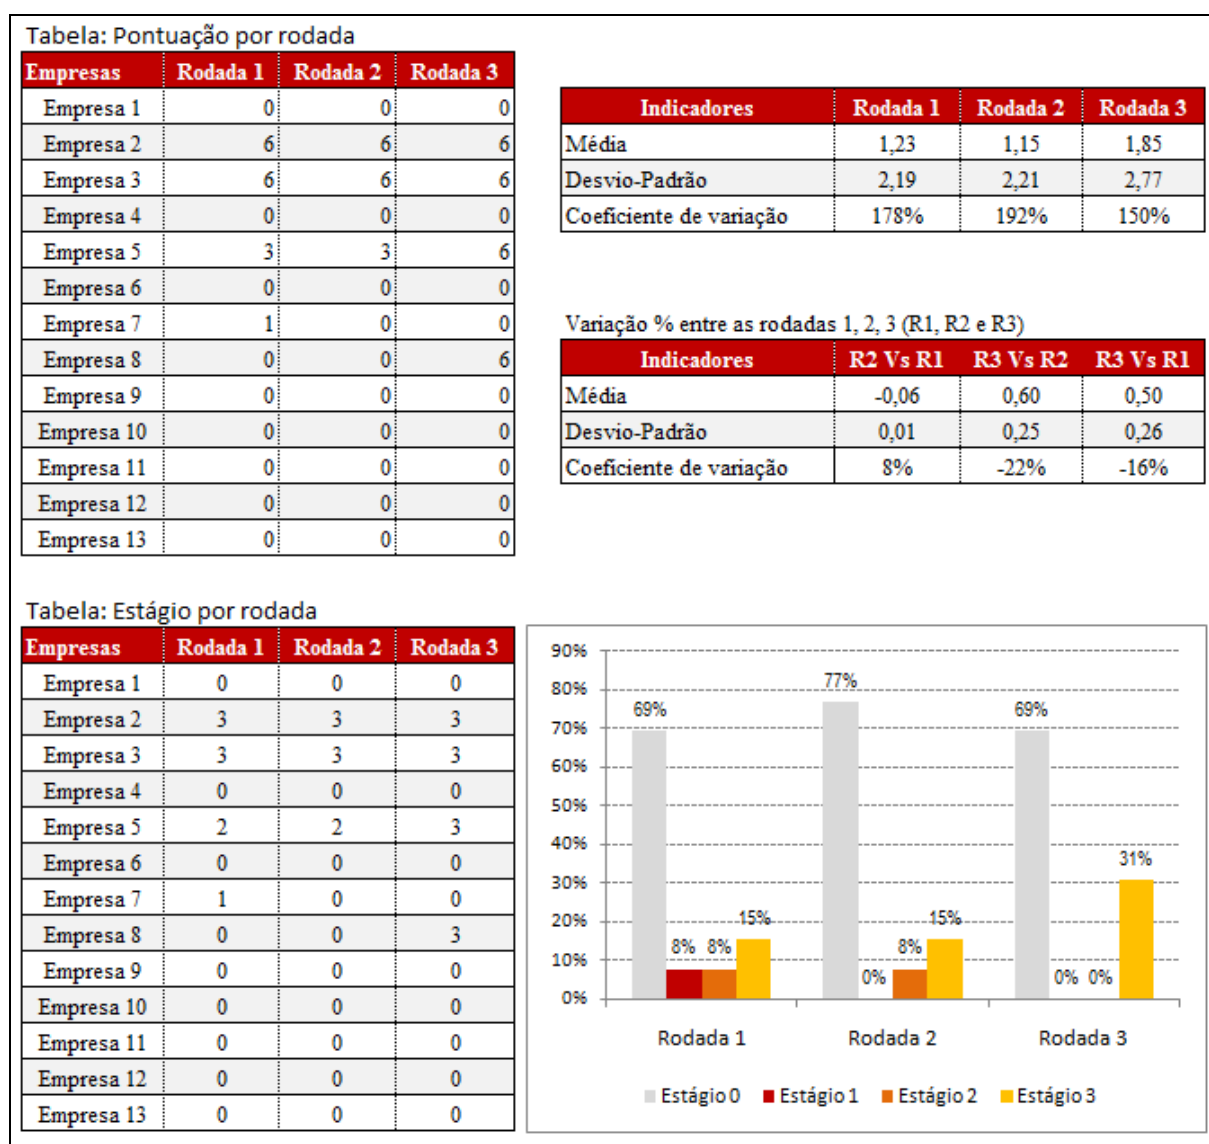 Tabela: Pontuação por rodada
Empresas Rodada 1 Rodada 2 Rodada 3
Empresa 1 0 0 0
Empresa 2 6 6 6
Empresa 3 6 6 6
Empresa 4 0 0 0
Empresa 5 3 3 6
Empresa 6 0 0 0
Empresa 7 1 0 0
Empresa 8 0 0 6
Empresa 9 0 0 0
Empresa 10 0 0 0
Empresa 11 0 0 0
Empresa 12 0 0 0
Empresa 13 0 0 0
Indicadores Rodada 1 Rodada 2 Rodada 3
Média 1,23 1,15 1,85
Desvio-Padrão 2,19 2,21 2,77
Coeficiente de variação 178% 192% 150%
Variação % entre as rodadas 1, 2, 3 (R1, R2 e R3)
Indicadores R2 Vs R1 R3 Vs R2 R3 Vs R1
Média -0,06 0,60 0,50
Desvio-Padrão 0,01 0,25 0,26
Coeficiente de variação 8% -22% -16%
Tabela: Estágio por rodada
Empresas Rodada 1 Rodada 2 Rodada 3
Empresa 1 0 0 0
Empresa 2 3 3 3
Empresa 3 3 3 3
Empresa 4 0 0 0
Empresa 5 2 2 3
Empresa 6 0 0 0
Empresa 7 1 0 0
Empresa 8 0 0 3
Empresa 9 0 0 0
Empresa 10 0 0 0
Empresa 11 0 0 0
Empresa 12 0 0 0
Empresa 13 0 0 0
90%
80%
70%
60%
50%
40%
30%
20%
10%
0%
69% 8% 8% 15%
77% 0% 8% 15%
69% 0% 0% 31%
Rodada 1 Rodada 2 Rodada 3
Estágio 0 Estágio 1 Estágio 2 Estágio 3